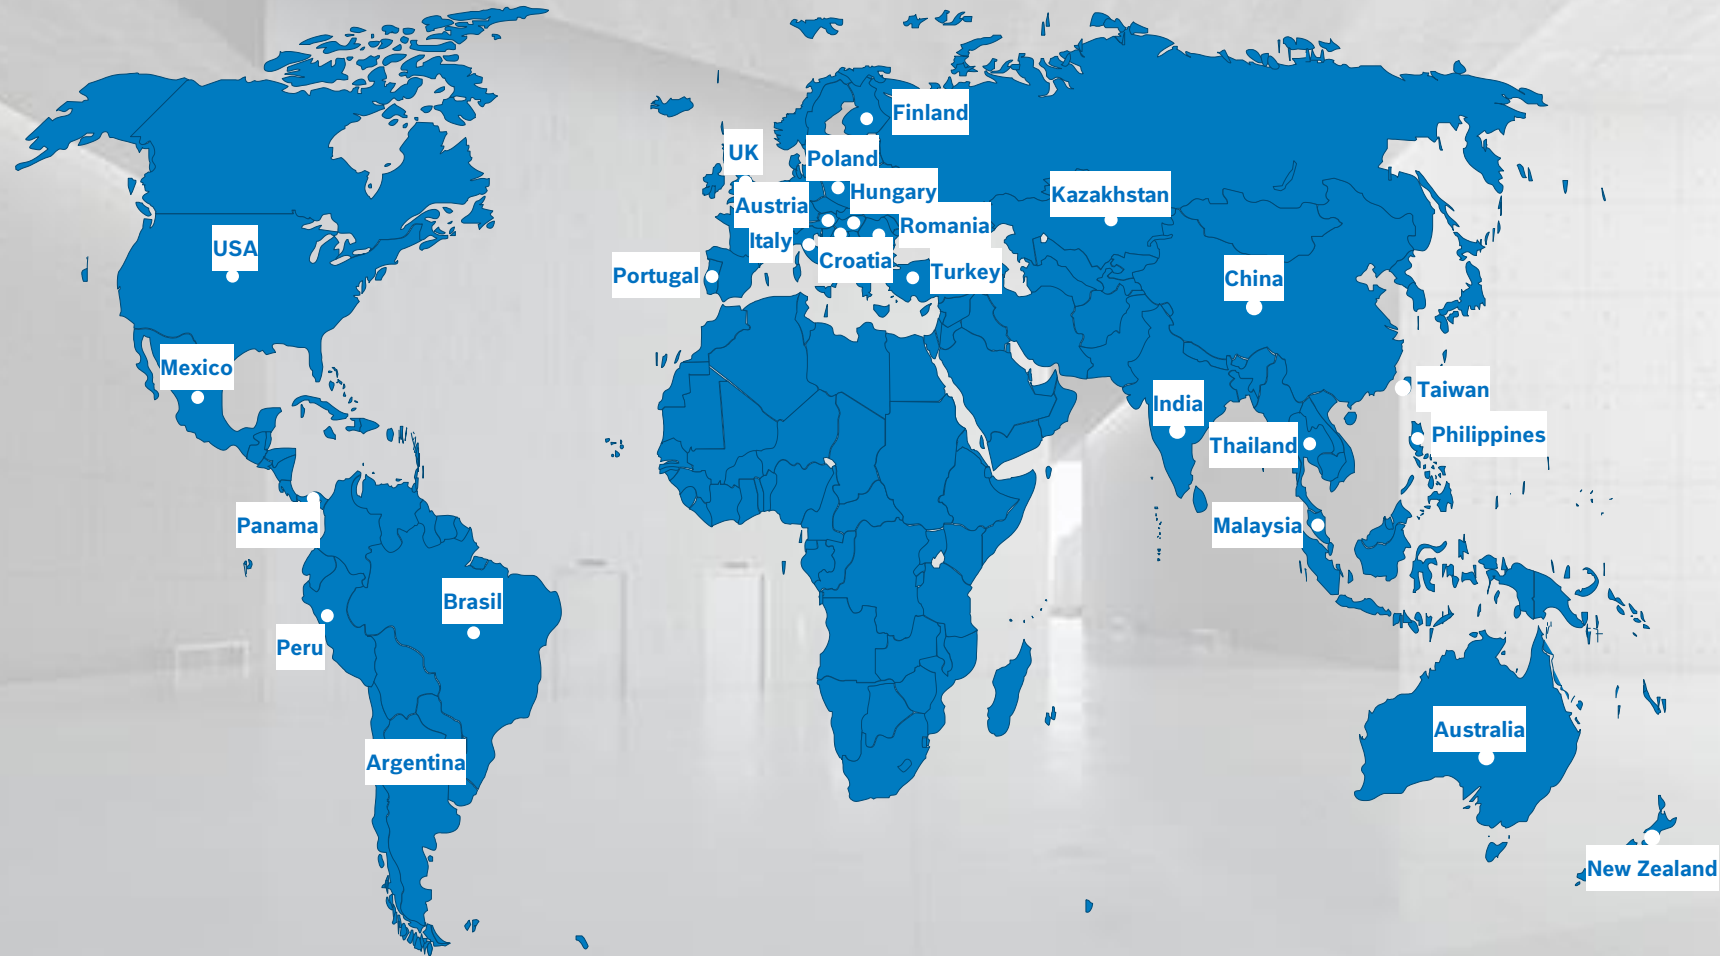 Finland
UK
Poland
Hungary
Kazakhstan
Austria
Romania
Italy
USA
Croatia
Portugal
Turkey
China
Mexico
Taiwan
India
Philippines
Thailand
Panama
Malaysia
Brasil
Peru
Australia
Argentina
New Zealand